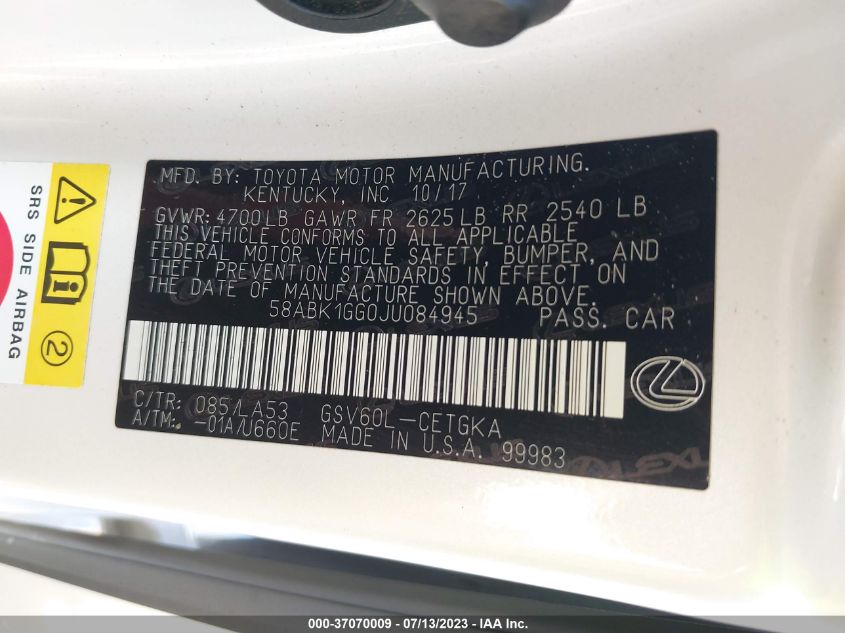 MFD. BY: TOYOTA MOTOR MANUFACTURING.
KENTUCKY, INC 10/17
GVWR: 4700LB GAWR FR 2625LB RR 2540 LB
THIS VEHICLE CONFORMS TO ALL APPLICABLE
FEDERAL MOTOR VEHICLE SAFETY, BUMPER, AND
THEFT PREVENTION STANDARDS IN EFFECT ON
THE DATE OF MANUFACTURE SHOWN ABOVE.
58ABK1GG0JU084945 PASS. CAR
C/TR: 085/LA53 GSV60L-CETGKA
A/TM: -01A/U660E MADE IN U.S.A. 99983
SRS SIDE AIRBAG
2
000-37070009 - 07/13/2023 - IAAI.COM